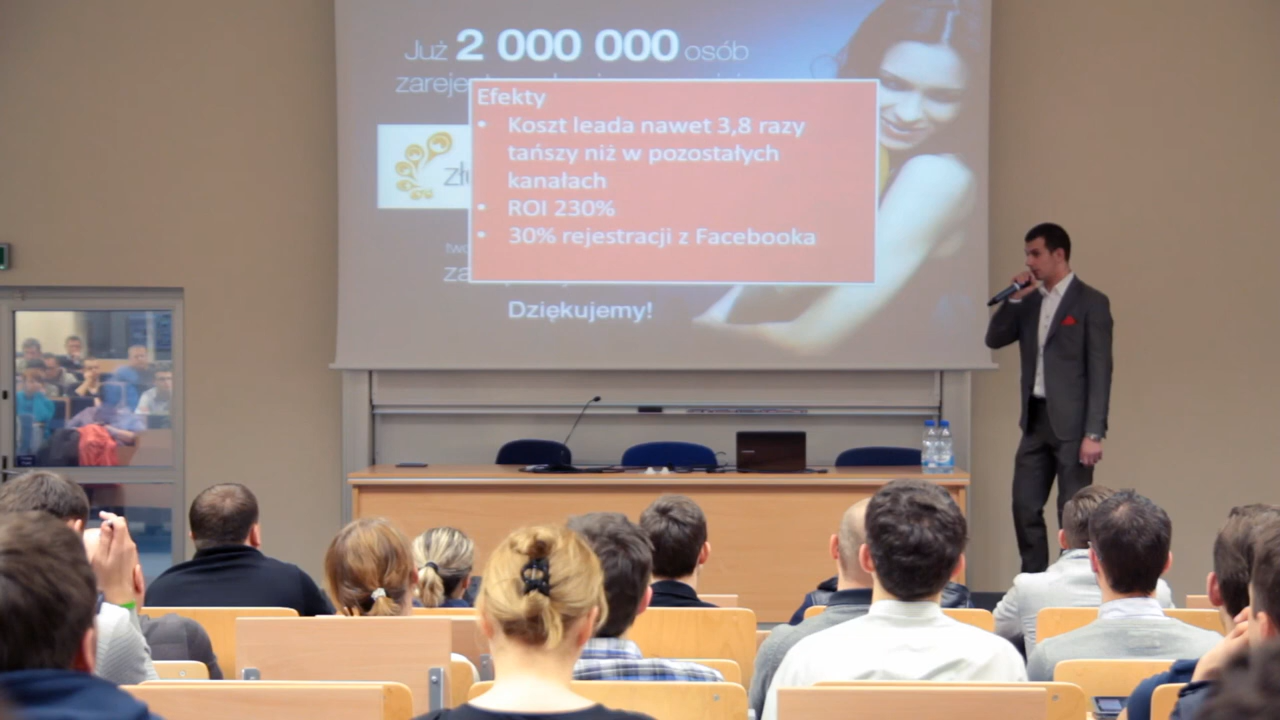 Już 2 000 000 osób
Efekty
• Koszt leada nawet 3,8 razy
tańszy niż w pozostałych
kanałach
• ROI 230%
• 30% rejestracji z Facebooka
Dziękujemy!